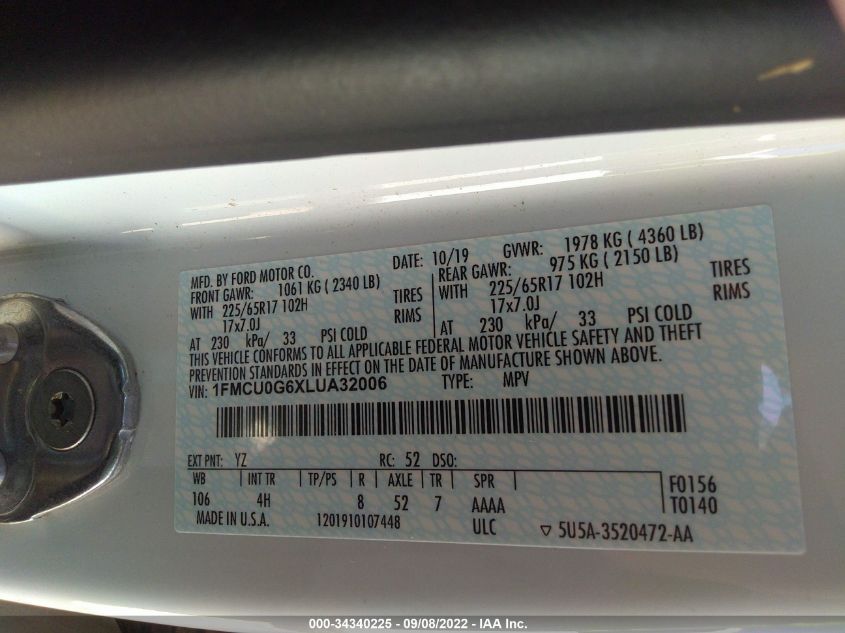 MFD. BY FORD MOTOR CO. DATE: 10/19 GVWR: 1978 KG ( 4360 LB)
FRONT GAWR: 1061 KG ( 2340 LB) REAR GAWR: 975 KG ( 2150 LB)
WITH 225/65R17 102H TIRES WITH 225/65R17 102H TIRES
17x7.0J RIMS 17x7.0J RIMS
AT 230 kPa/ 33 PSI COLD AT 230 kPa/ 33 PSI COLD
THIS VEHICLE CONFORMS TO ALL APPLICABLE FEDERAL MOTOR VEHICLE SAFETY AND THEFT
PREVENTION STANDARDS IN EFFECT ON THE DATE OF MANUFACTURE SHOWN ABOVE.
VIN: 1FMCU0G6XLUA32006 TYPE: MPV
EXT PNT: YZ RC: 52 DSO:
WB INT TR TP/PS R AXLE TR SPR F0156
106 4H 8 52 7 AAAA T0140
MADE IN U.S.A. 1201910107448 ULC ▽ 5U5A-3520472-AA
000-34340225 - 09/08/2022 - IAA Inc.